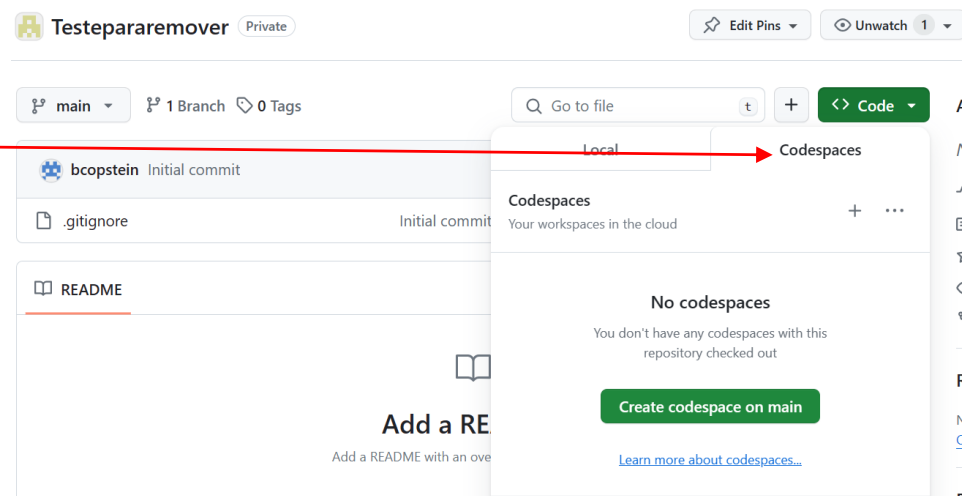 Testepararemover Private
Edit Pins
Unwatch 1
main
1 Branch
0 Tags
Go to file t
+
<> Code
Local
Codespaces
bcopstein Initial commit
.gitignore
Initial commit
Codespaces
Your workspaces in the cloud
+ ...
README
No codespaces
You don't have any codespaces with this
repository checked out
Create codespace on main
Learn more about codespaces...
Add a RE
Add a README with an ove